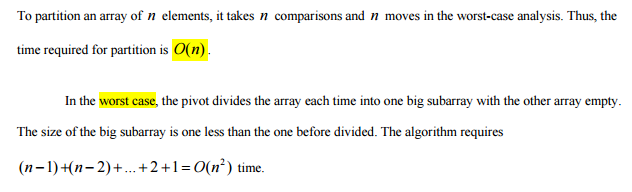 To partition an array of n elements, it takes n comparisons and n moves in the worst-case analysis. Thus, the
time required for partition is O(n).
In the worst case, the pivot divides the array each time into one big subarray with the other array empty.
The size of the big subarray is one less than the one before divided. The algorithm requires
(n−1)+(n−2)+...+2+1=O(n²) time.